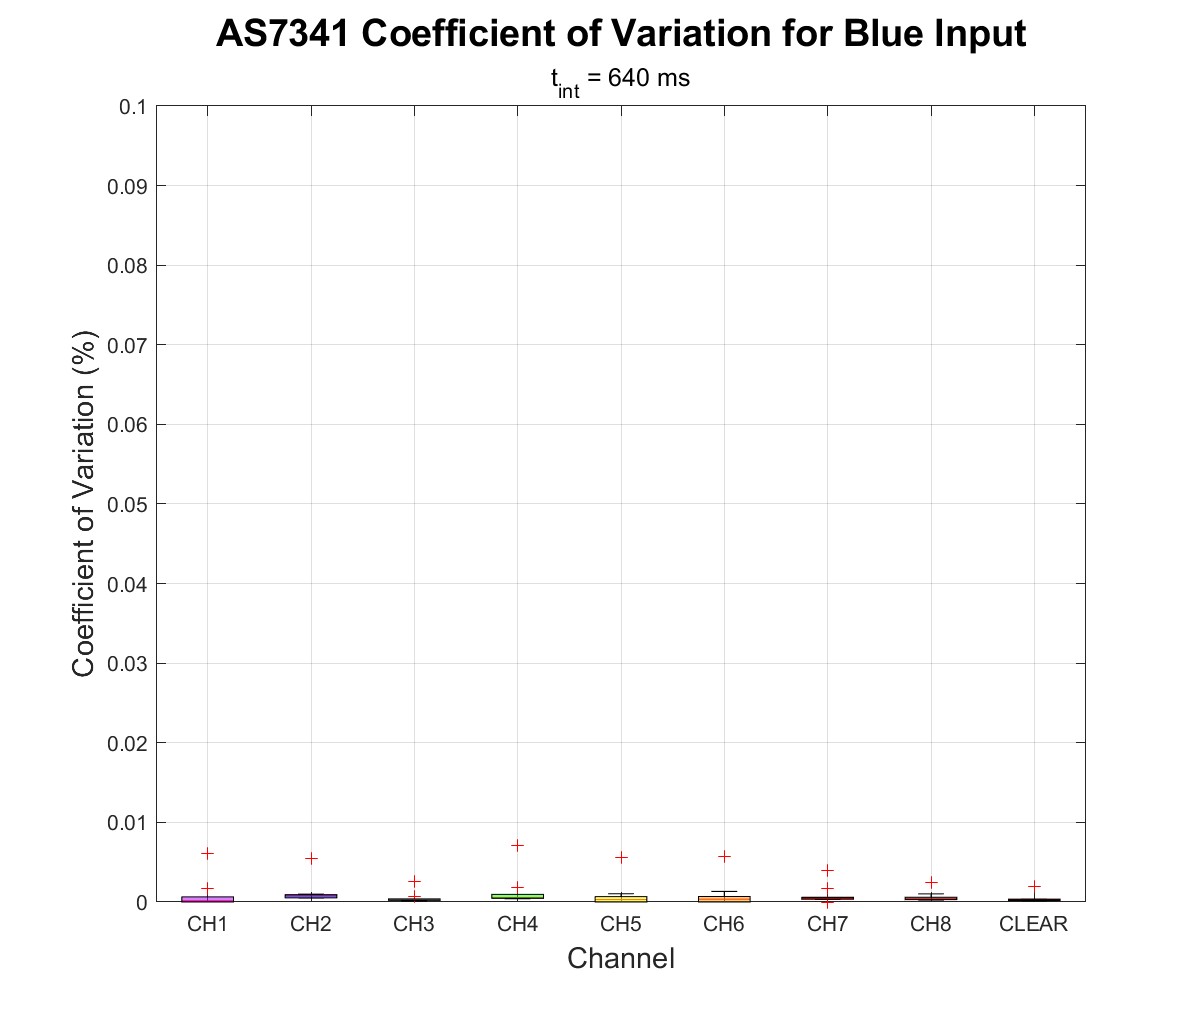 AS7341 Coefficient of Variation for Blue Input
t_int = 640 ms
0.1
0.09
0.08
0.07
0.06
0.05
0.04
0.03
0.02
0.01
0
Coefficient of Variation (%)
CH1 CH2 CH3 CH4 CH5 CH6 CH7 CH8 CLEAR
Channel